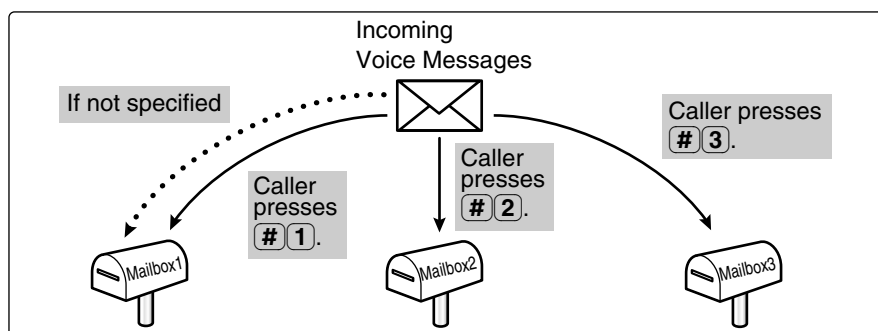 Incoming
Voice Messages
If not specified
Caller presses
#3.
Caller
presses
#2.
Caller
presses
#1.
Mailbox1
Mailbox2
Mailbox3